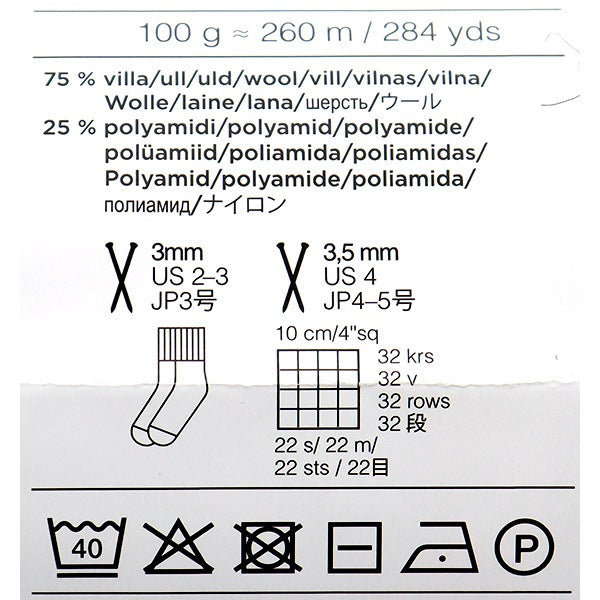 100 g ≈ 260 m / 284 yds
75 % villa/ull/uld/wool/vill/vilnas/vilna/
Wolle/laine/lana/шерсть/ウール
25 % polyamidi/polyamid/polyamide/
polüamiid/poliamida/poliamidas/
Polyamid/polyamide/poliamida/
полиамид/ナイロン
3mm
US 2–3
JP3号
3,5 mm
US 4
JP4–5号
10 cm/4"sq
32 krs
32 v
32 rows
32 段
22 s/ 22 m/
22 sts / 22目
40
P